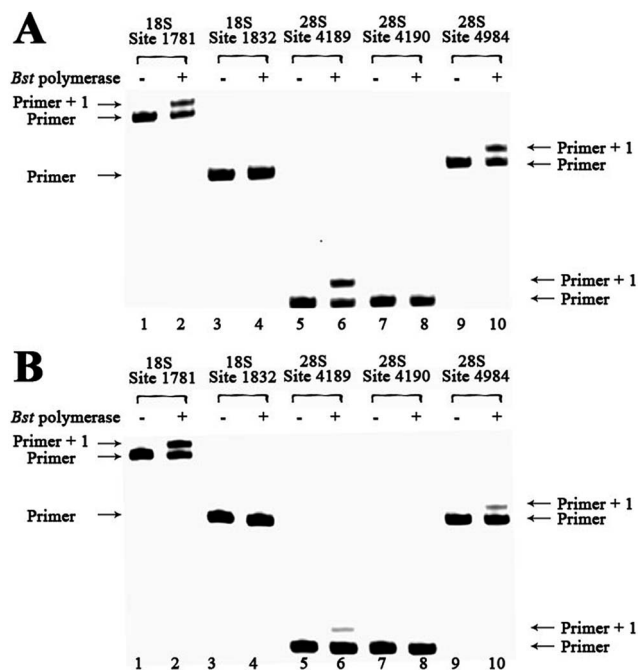 A
18S 18S 28S 28S 28S
Site 1781 Site 1832 Site 4189 Site 4190 Site 4984
Bst polymerase - + - + - + - + - +
Primer + 1
Primer
Primer + 1
Primer
Primer
Primer + 1
Primer
1 2 3 4 5 6 7 8 9 10
B
18S 18S 28S 28S 28S
Site 1781 Site 1832 Site 4189 Site 4190 Site 4984
Bst polymerase - + - + - + - + - +
Primer + 1
Primer
Primer + 1
Primer
Primer
Primer + 1
Primer
1 2 3 4 5 6 7 8 9 10